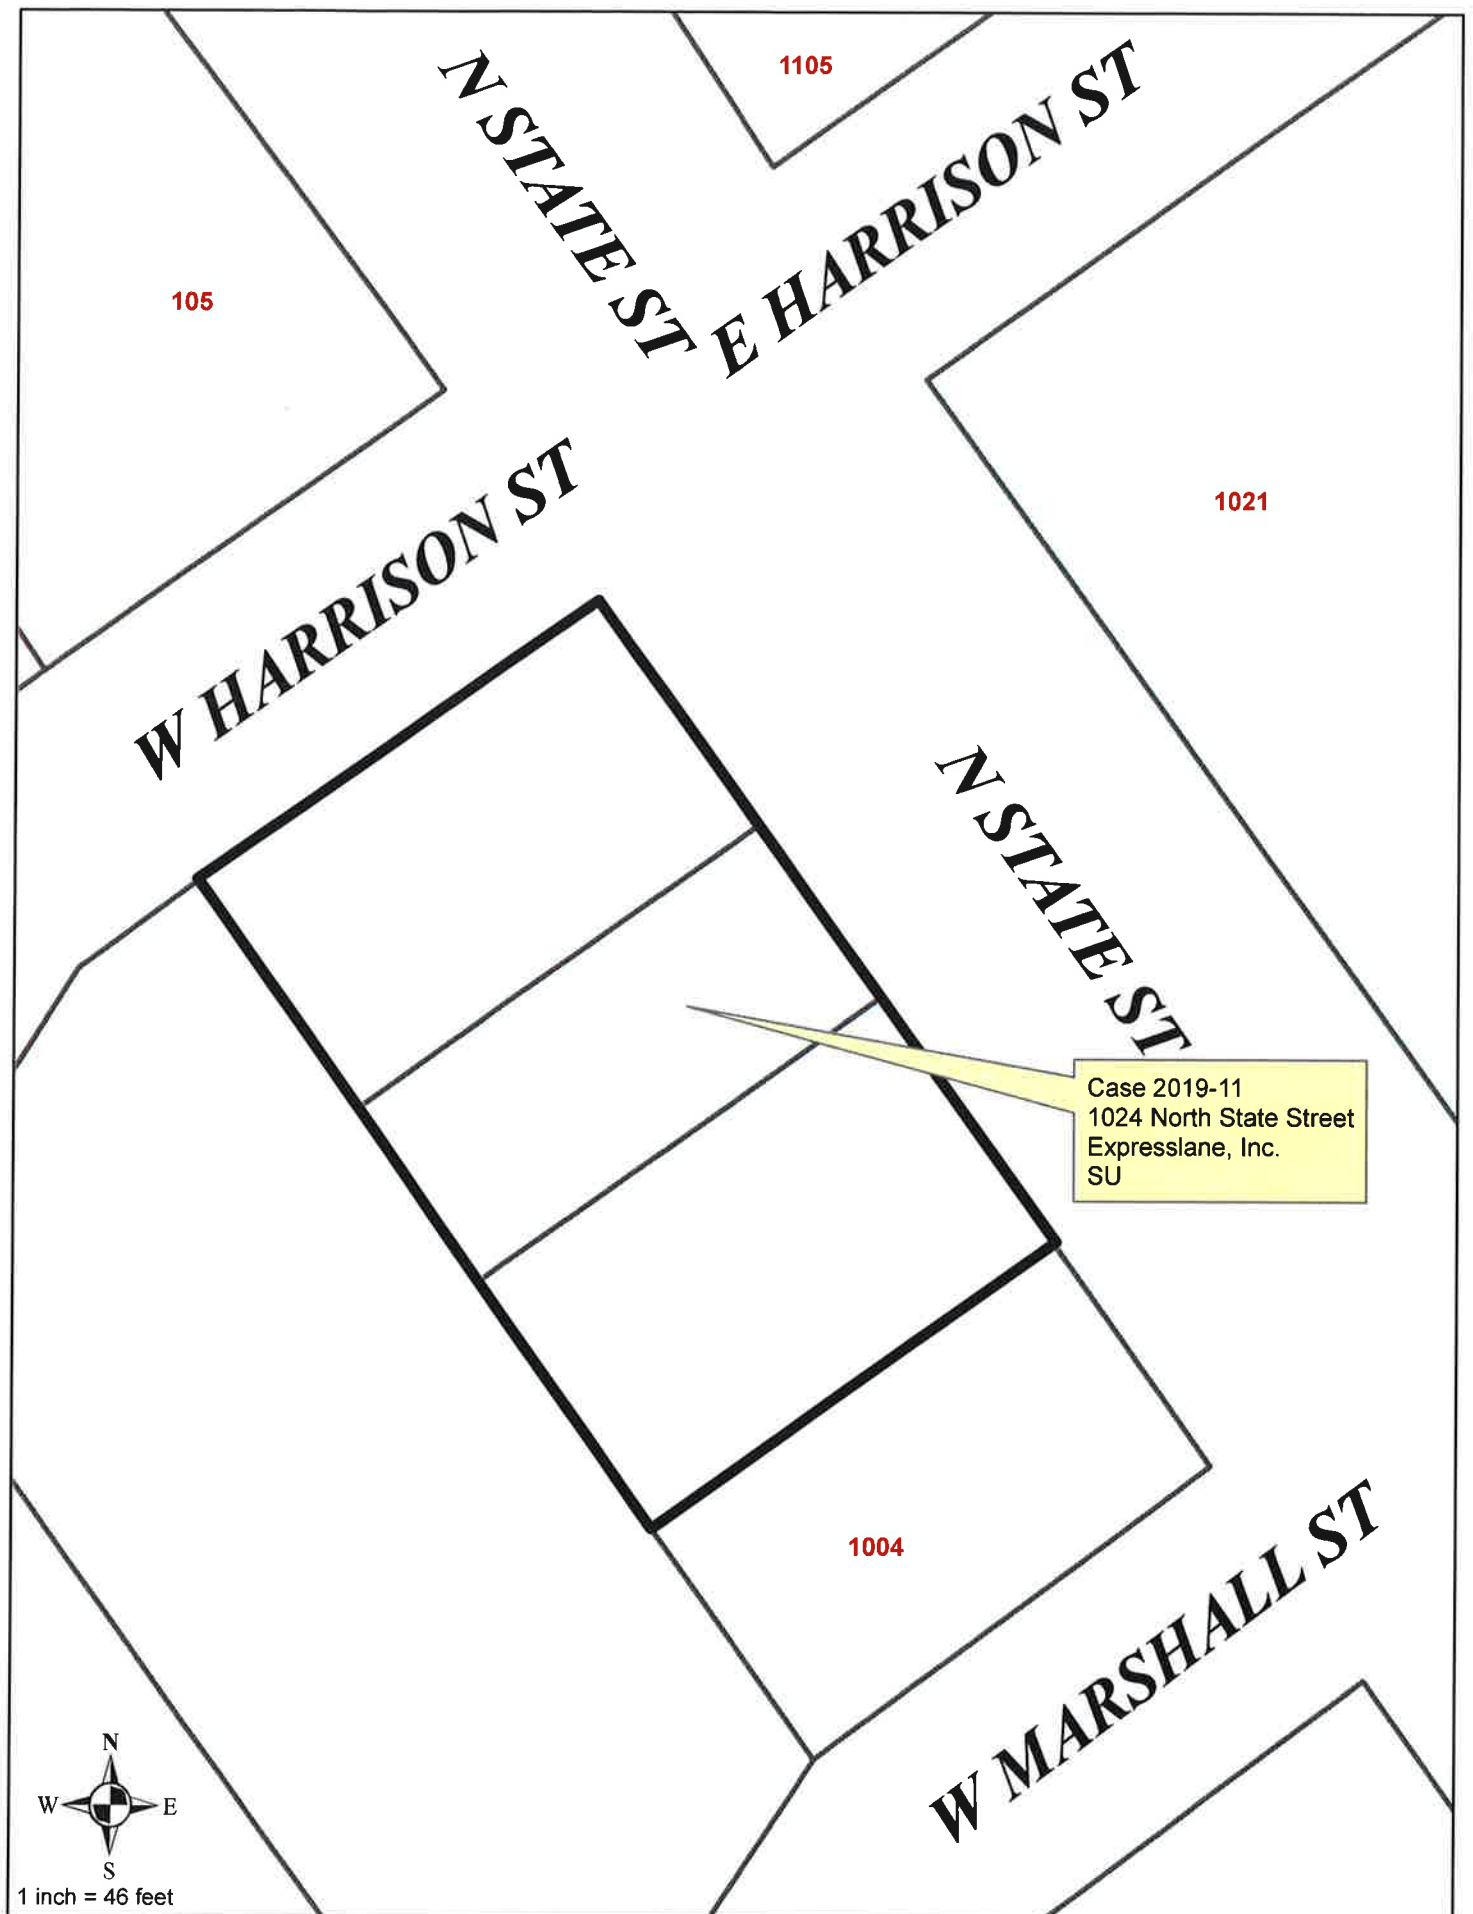 1105
N STATE ST
E HARRISON ST
105
1021
W HARRISON ST
N STATE ST
Case 2019-11
1024 North State Street
Expresslane, Inc.
SU
1004
W MARSHALL ST
N
W E
S
1 inch = 46 feet